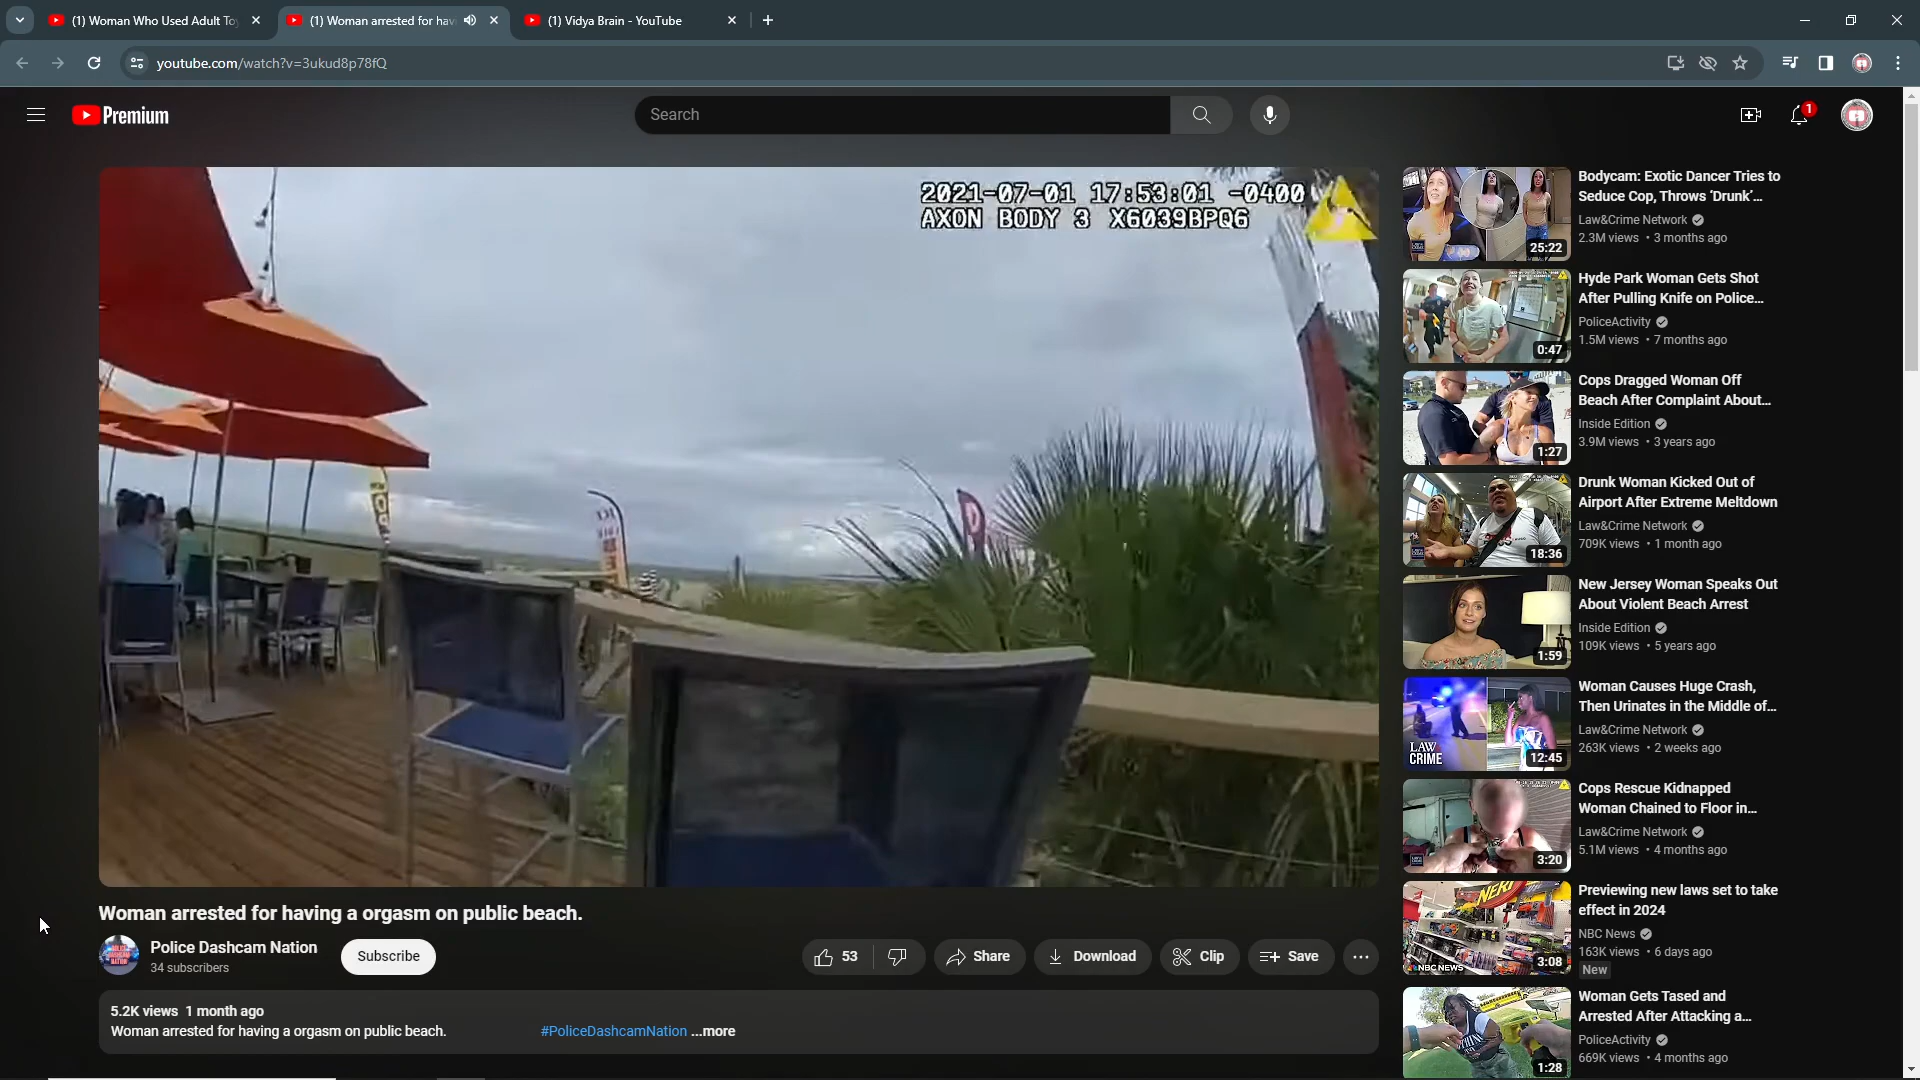 (1) Woman Who Used Adult To
(1) Woman arrested for hav
(1) Vidya Brain - YouTube
youtube.com/watch?v=3ukud8p78fQ
Premium
Search
1
2021-07-01 17:53:01 -0400
AXON BODY 3 X6039BPQ6
Woman arrested for having a orgasm on public beach.
Police Dashcam Nation
34 subscribers
Subscribe
53
Share
Download
Clip
Save
5.2K views 1 month ago
Woman arrested for having a orgasm on public beach. #PoliceDashcamNation ...more
25:22
Bodycam: Exotic Dancer Tries to
Seduce Cop, Throws ‘Drunk’...
Law&Crime Network
2.3M views • 3 months ago
0:47
Hyde Park Woman Gets Shot
After Pulling Knife on Police...
PoliceActivity
1.5M views • 7 months ago
1:27
Cops Dragged Woman Off
Beach After Complaint About...
Inside Edition
3.9M views • 3 years ago
18:36
Drunk Woman Kicked Out of
Airport After Extreme Meltdown
Law&Crime Network
709K views • 1 month ago
1:59
New Jersey Woman Speaks Out
About Violent Beach Arrest
Inside Edition
109K views • 5 years ago
LAW
CRIME
12:45
Woman Causes Huge Crash,
Then Urinates in the Middle of...
Law&Crime Network
263K views • 2 weeks ago
3:20
Cops Rescue Kidnapped
Woman Chained to Floor in...
Law&Crime Network
5.1M views • 4 months ago
NERF
NBC NEWS
3:08
Previewing new laws set to take
effect in 2024
NBC News
163K views • 6 days ago
New
1:28
Woman Gets Tased and
Arrested After Attacking a...
PoliceActivity
669K views • 4 months ago